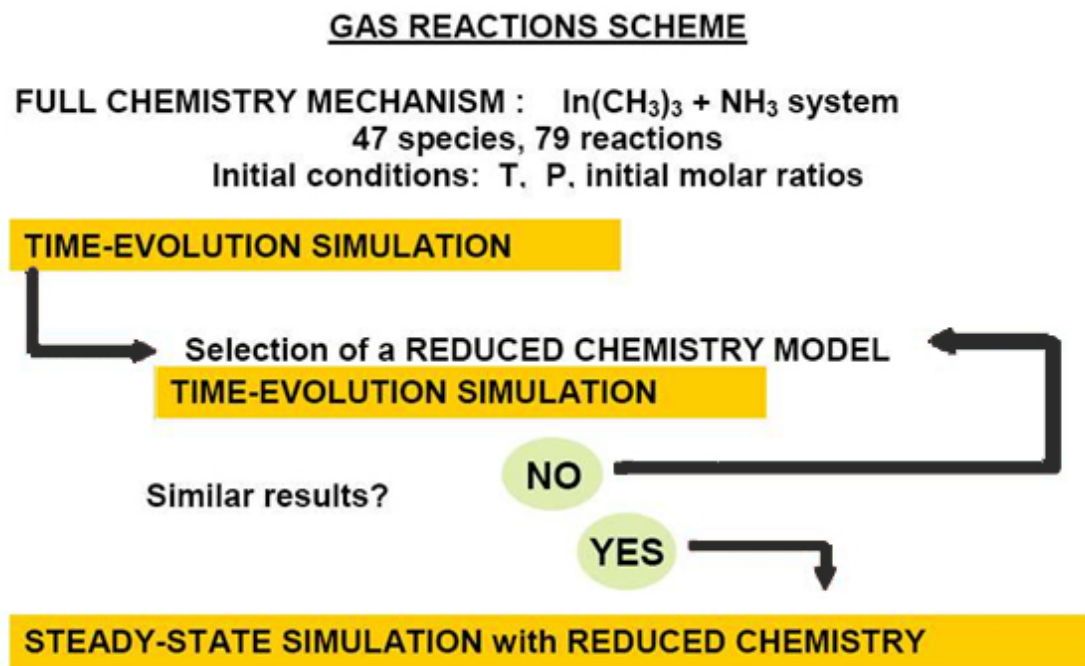 GAS REACTIONS SCHEME
FULL CHEMISTRY MECHANISM : In(CH₃)₃ + NH₃ system
47 species, 79 reactions
Initial conditions: T, P, initial molar ratios
TIME-EVOLUTION SIMULATION
Selection of a REDUCED CHEMISTRY MODEL
TIME-EVOLUTION SIMULATION
NO
Similar results?
YES
STEADY-STATE SIMULATION with REDUCED CHEMISTRY